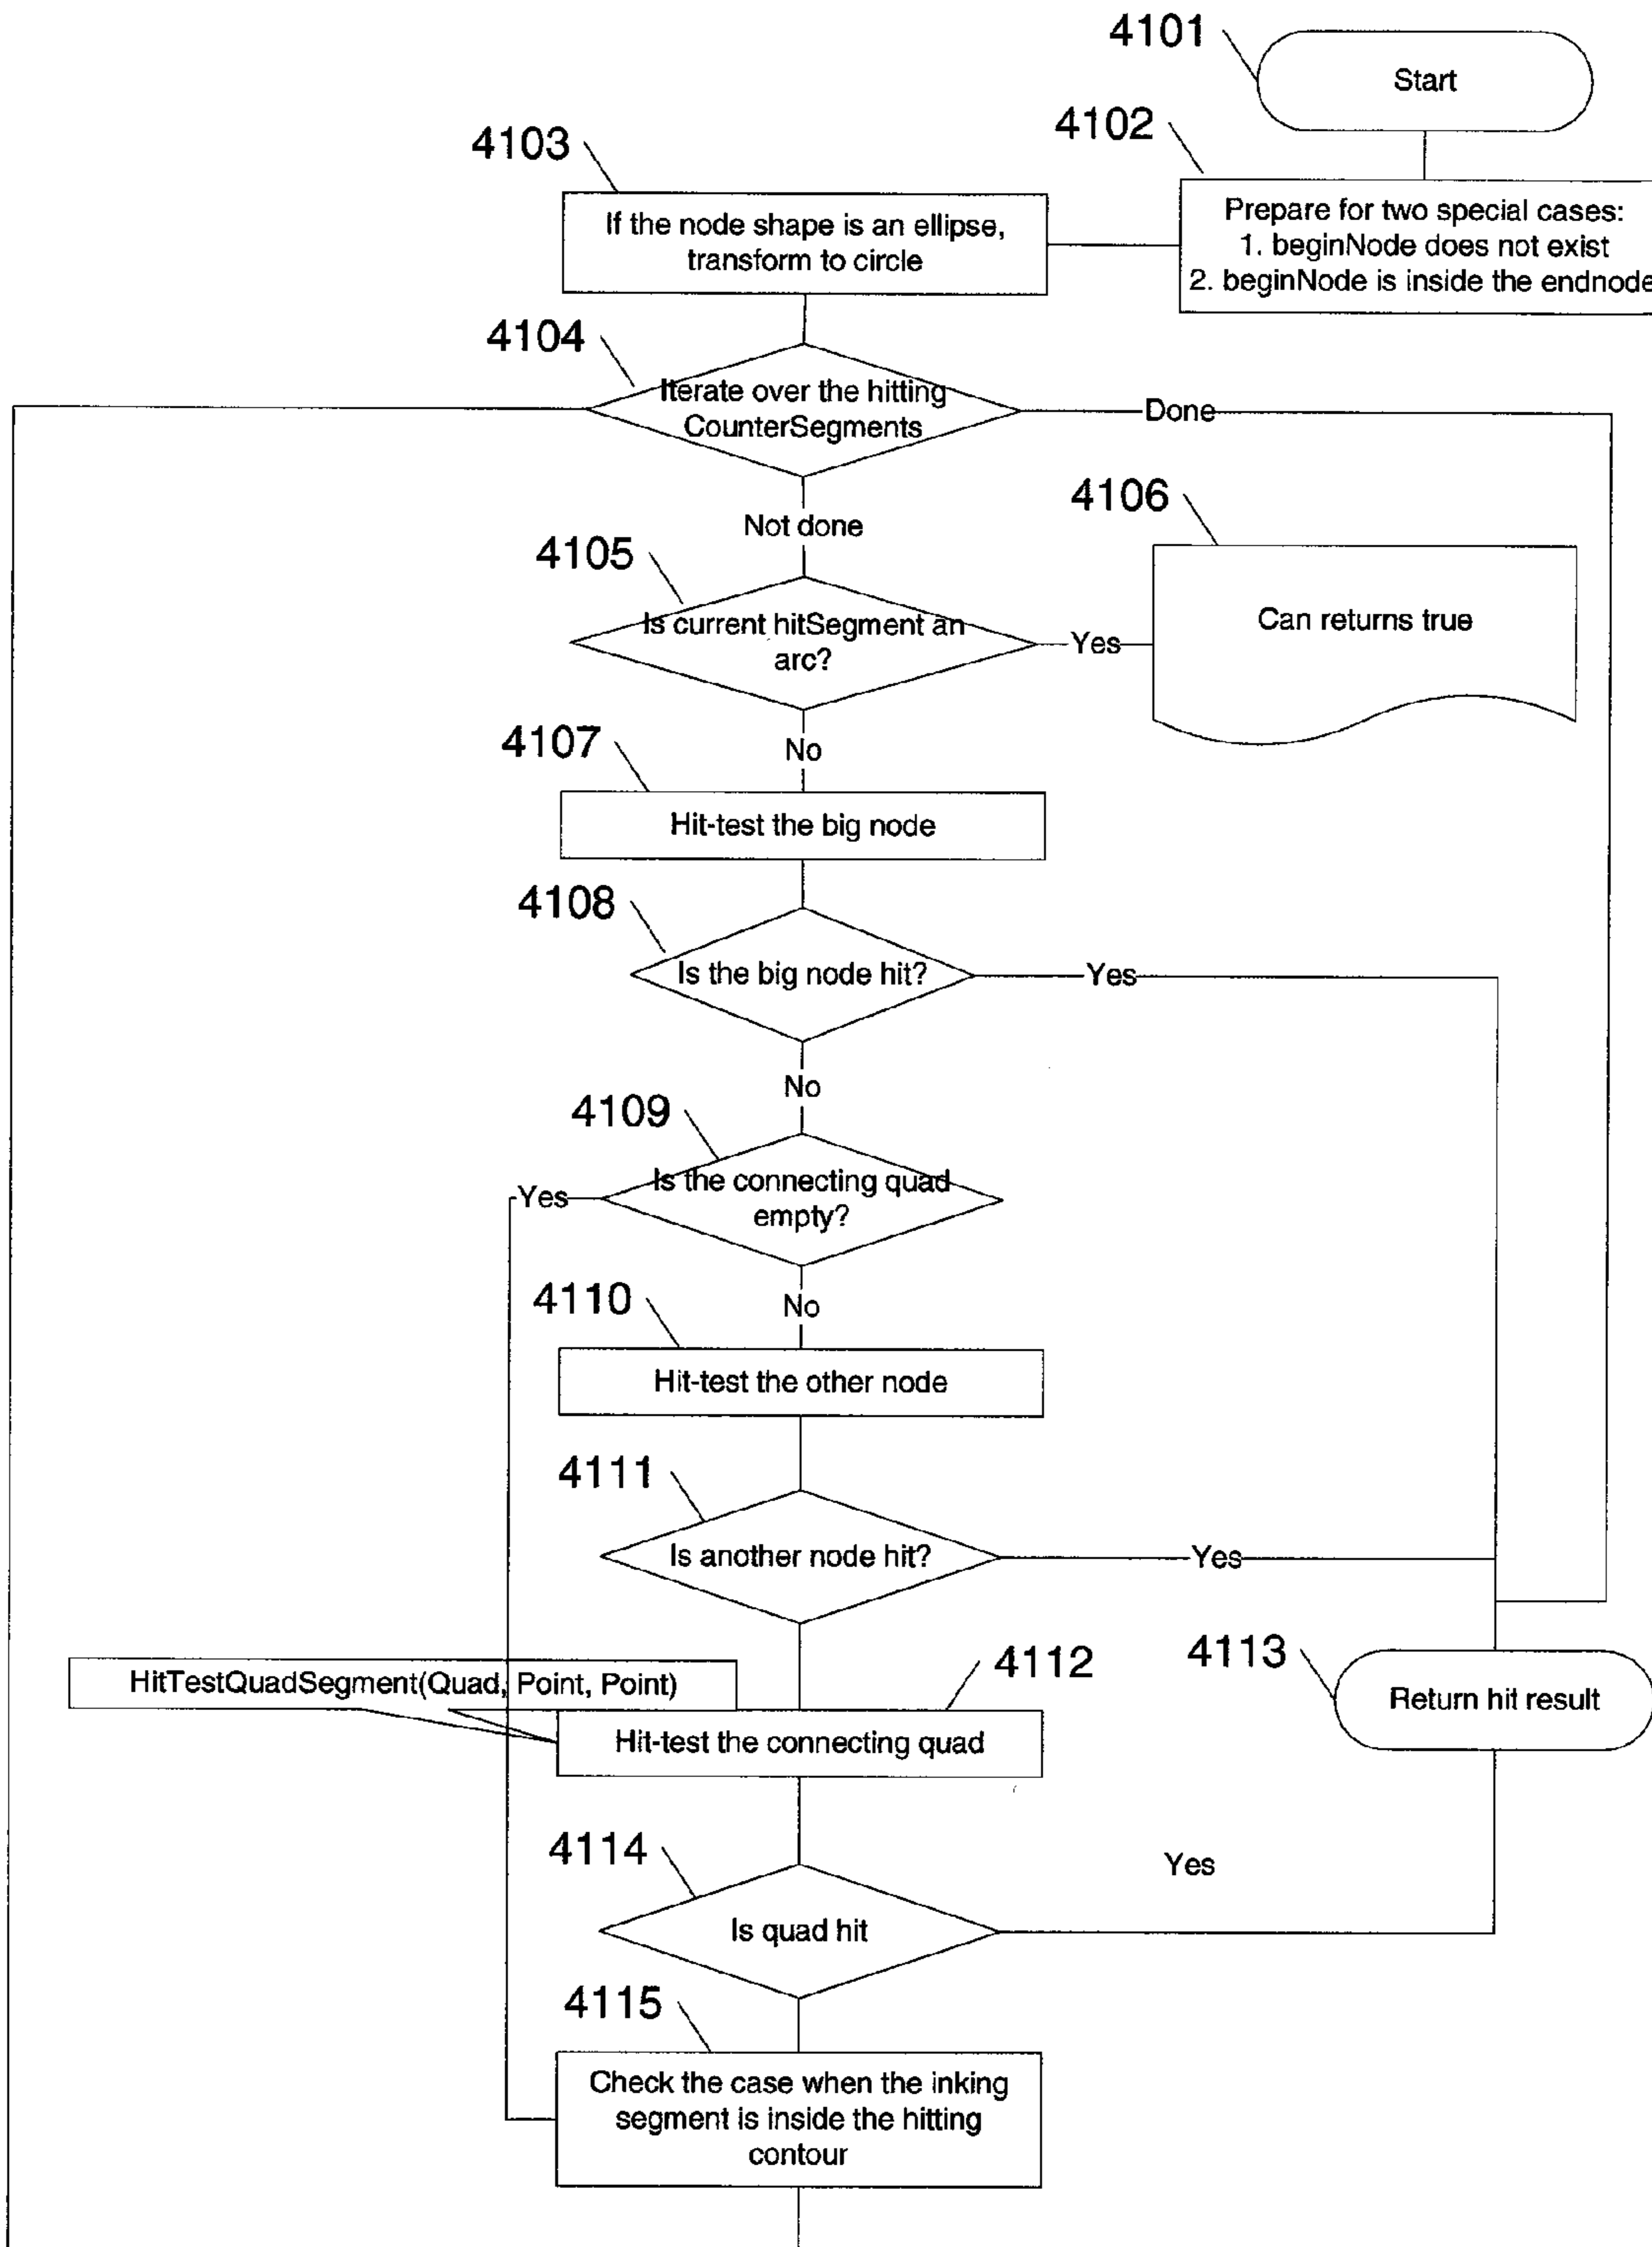 4101
Start
4102
Prepare for two special cases:
1. beginNode does not exist
2. beginNode is inside the endnode
4103
If the node shape is an ellipse,
transform to circle
4104
Iterate over the hitting
CounterSegments
Done
Not done
4105
Is current hitSegment an
arc?
Yes
4106
Can returns true
No
4107
Hit-test the big node
4108
Is the big node hit?
Yes
No
4109
Is the connecting quad
empty?
Yes
No
4110
Hit-test the other node
4111
Is another node hit?
Yes
HitTestQuadSegment(Quad, Point, Point)
4112
Hit-test the connecting quad
4113
Return hit result
4114
Is quad hit
Yes
4115
Check the case when the inking
segment is inside the hitting
contour